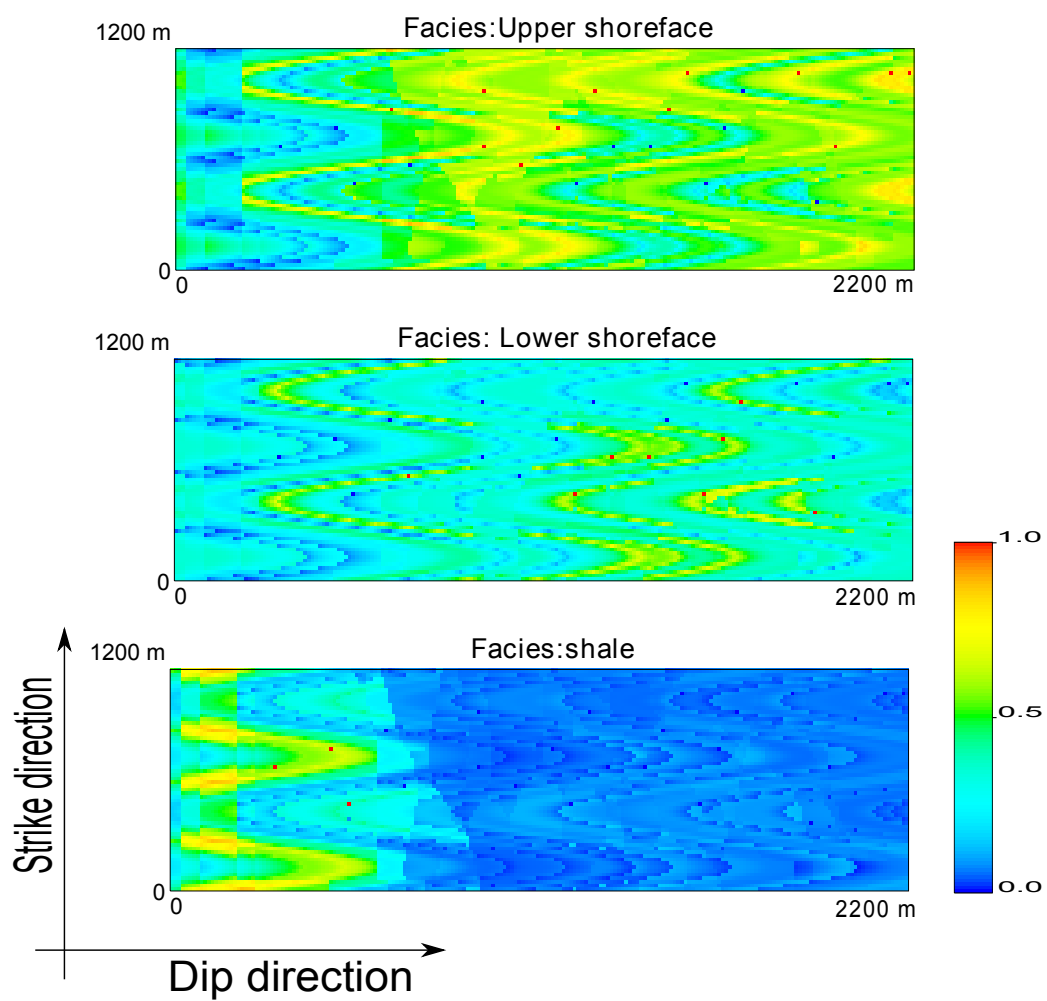 Facies:Upper shoreface
1200 m
0
0
2200 m
Facies: Lower shoreface
1200 m
0
0
2200 m
Facies:shale
1200 m
0
0
2200 m
1.0
0.5
0.0
Strike direction
Dip direction